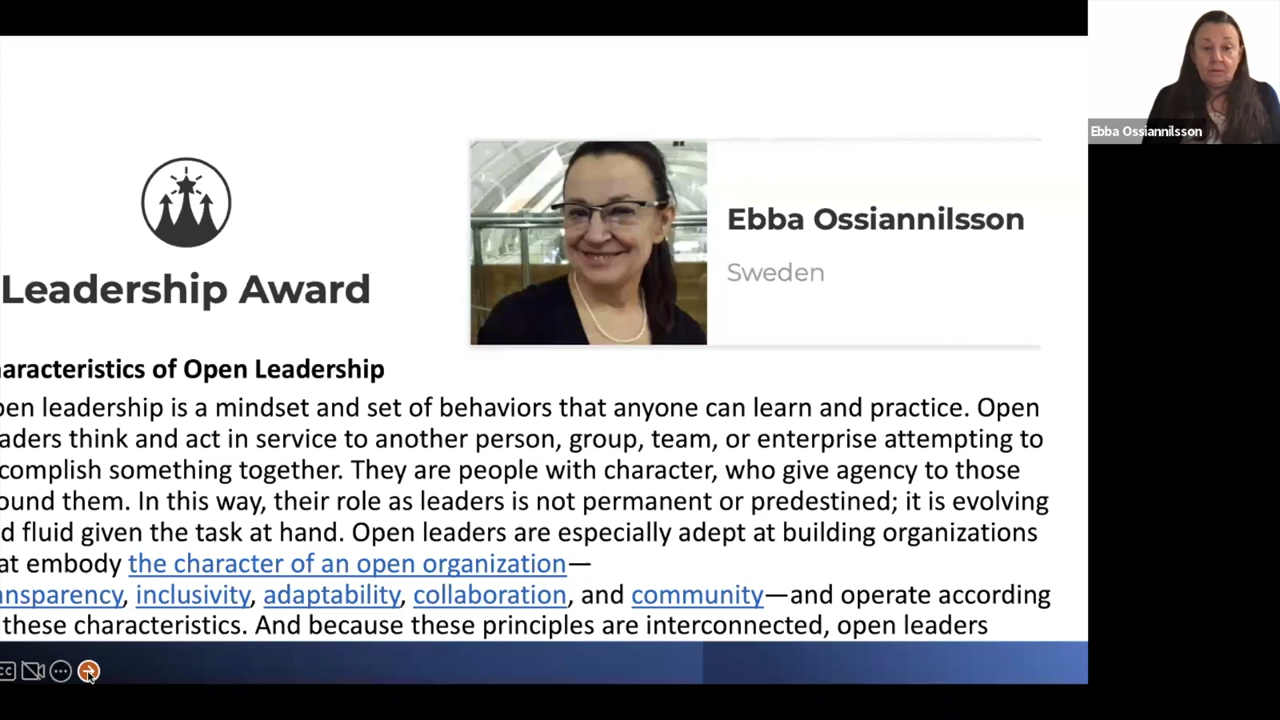 Ebba Ossiannilsson
Ebba Ossiannilsson
Sweden
Leadership Award
aracteristics of Open Leadership
pen leadership is a mindset and set of behaviors that anyone can learn and practice. Open
aders think and act in service to another person, group, team, or enterprise attempting to
complish something together. They are people with character, who give agency to those
ound them. In this way, their role as leaders is not permanent or predestined; it is evolving
d fluid given the task at hand. Open leaders are especially adept at building organizations
at embody the character of an open organization—
ansparency, inclusivity, adaptability, collaboration, and community—and operate according
these characteristics. And because these principles are interconnected, open leaders
CC